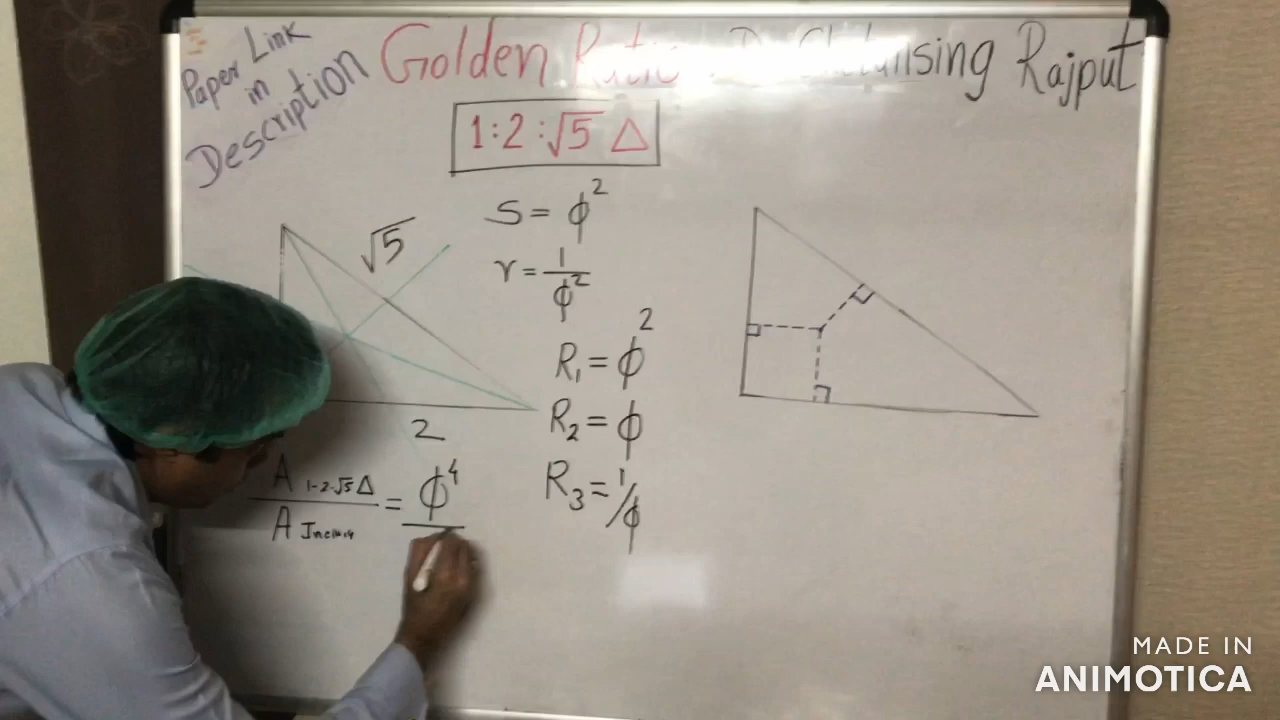 Paper Link
in
Description
Golden Rajput
1:2:√5 Δ
S = φ²
r = 1/φ²
R₁ = φ²
R₂ = φ
R₃ = 1/φ
√5
2
A 1-2-√5 Δ / A = φ⁴
MADE IN
ANIMOTICA